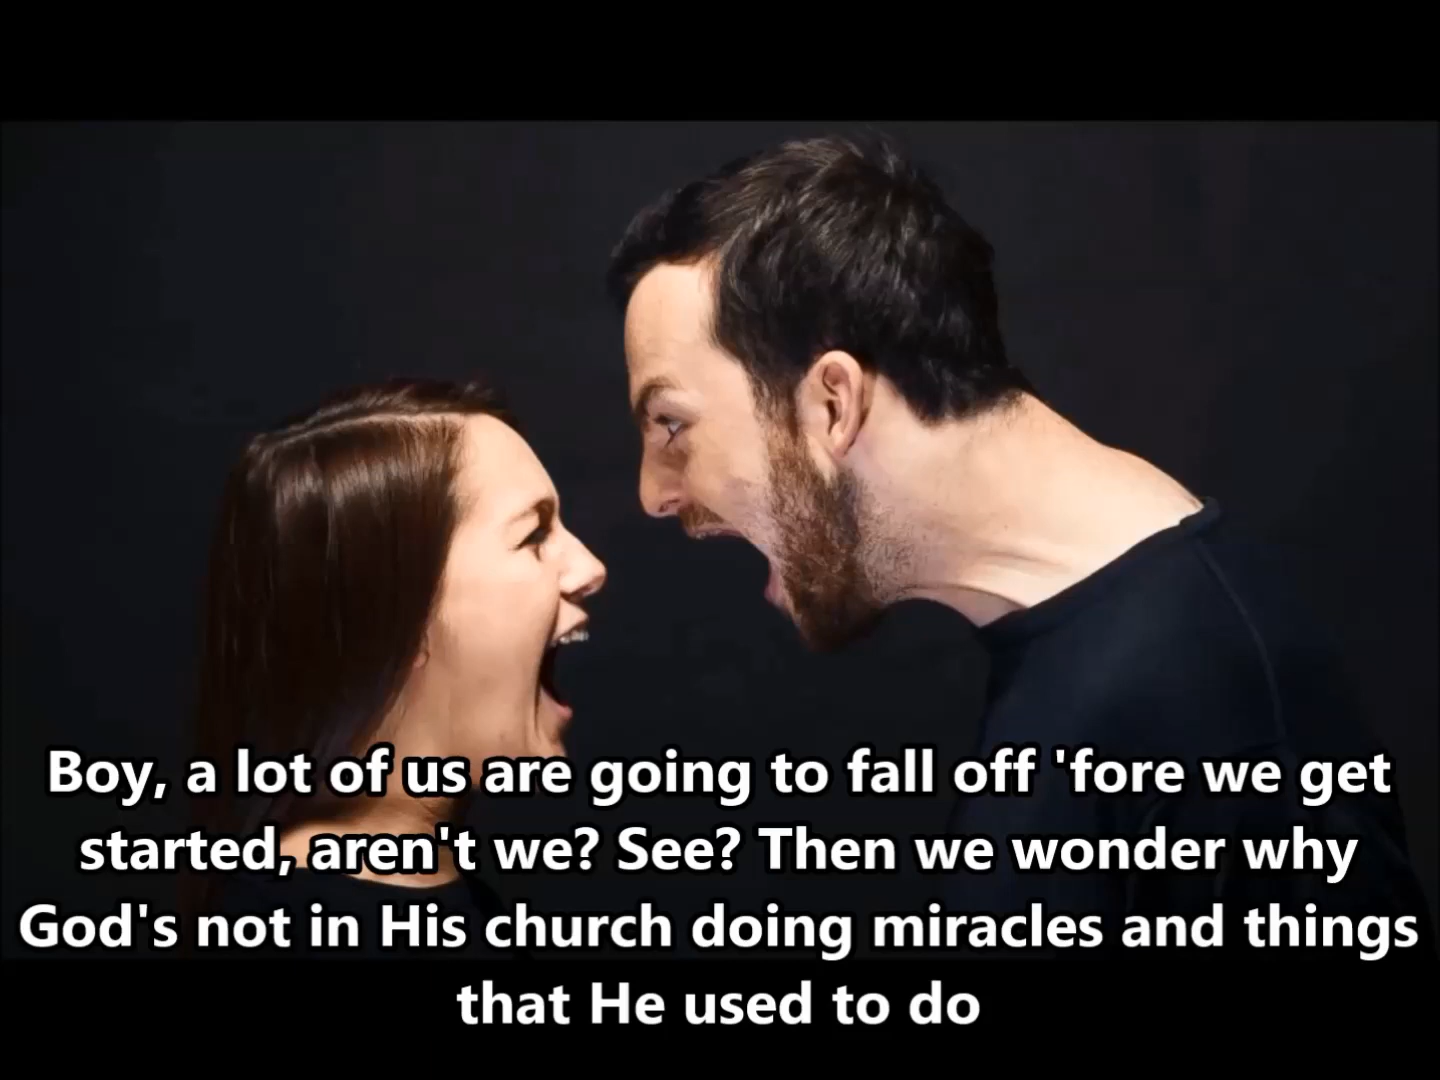 Boy, a lot of us are going to fall off 'fore we get
started, aren't we? See? Then we wonder why
God's not in His church doing miracles and things
that He used to do